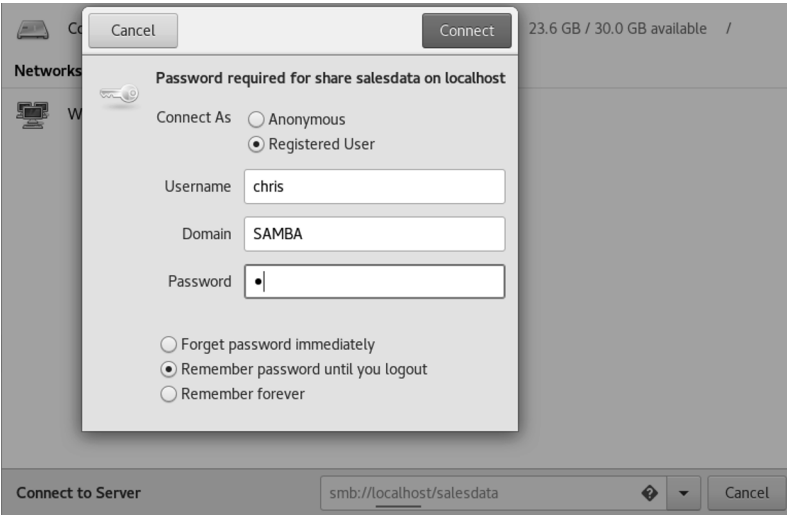 Co
23.6 GB / 30.0 GB available /
Networks
W
Cancel
Connect
Password required for share salesdata on localhost
Connect As
Anonymous
Registered User
Username chris
Domain SAMBA
Password •
Forget password immediately
Remember password until you logout
Remember forever
Connect to Server
smb://localhost/salesdata
Cancel